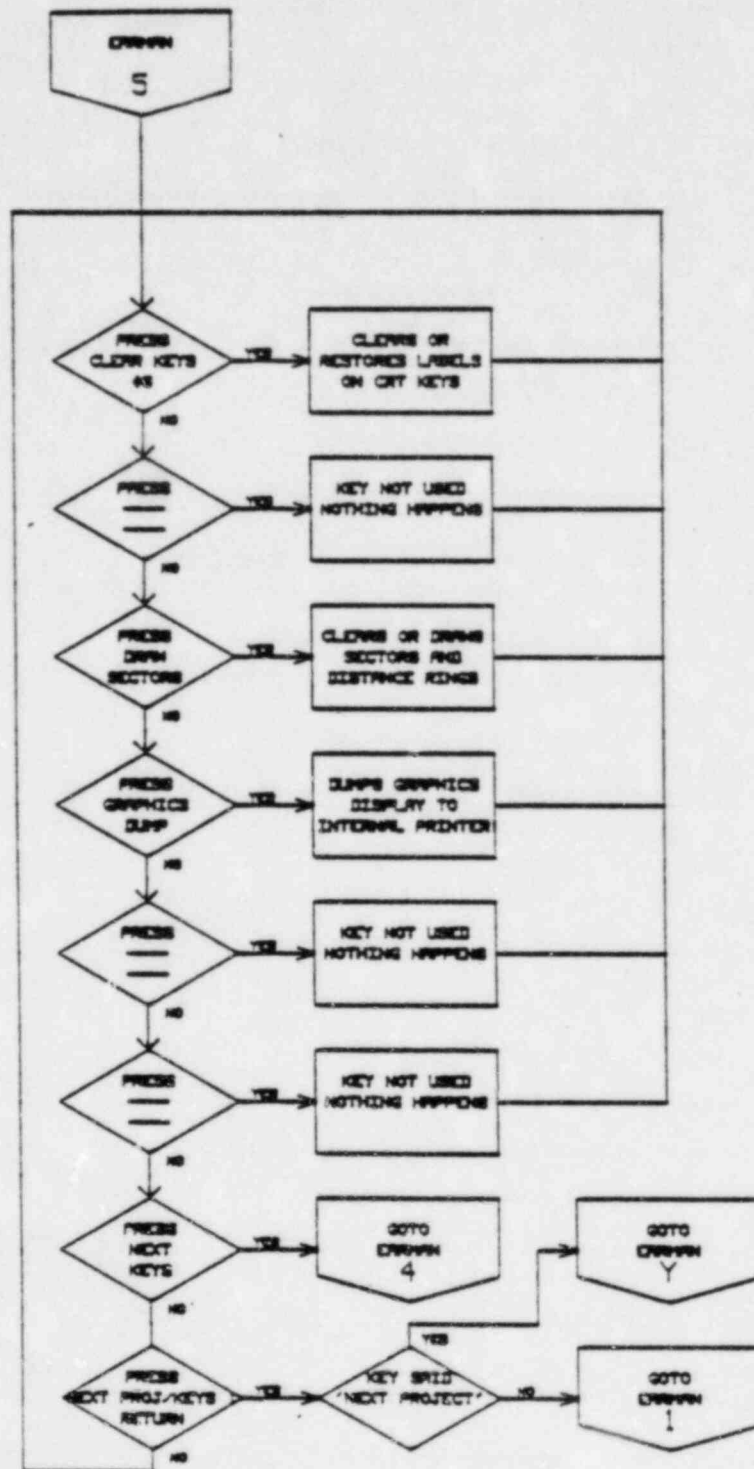 ERRMAN
5
PRESS
CLEAR KEYS
YES
CLEARS OR
RESTORES LABELS
ON CRT KEYS
NO
PRESS
YES
KEY NOT USED
NOTHING HAPPENS
NO
PRESS
DRAW
SECTORS
YES
CLEARS OR DRAWS
SECTORS AND
DISTANCE RINGS
NO
PRESS
GRAPHICS
DUMP
YES
DUMPS GRAPHICS
DISPLAY TO
INTERNAL PRINTER
NO
PRESS
YES
KEY NOT USED
NOTHING HAPPENS
NO
PRESS
YES
KEY NOT USED
NOTHING HAPPENS
NO
PRESS
NEXT
KEYS
YES
GOTO
ERRMAN
4
GOTO
ERRMAN
Y
NO
YES
PRESS
NEXT PROJ/KEYS
RETURN
YES
KEY SAID
'NEXT PROJECT'
NO
GOTO
ERRMAN
1
NO